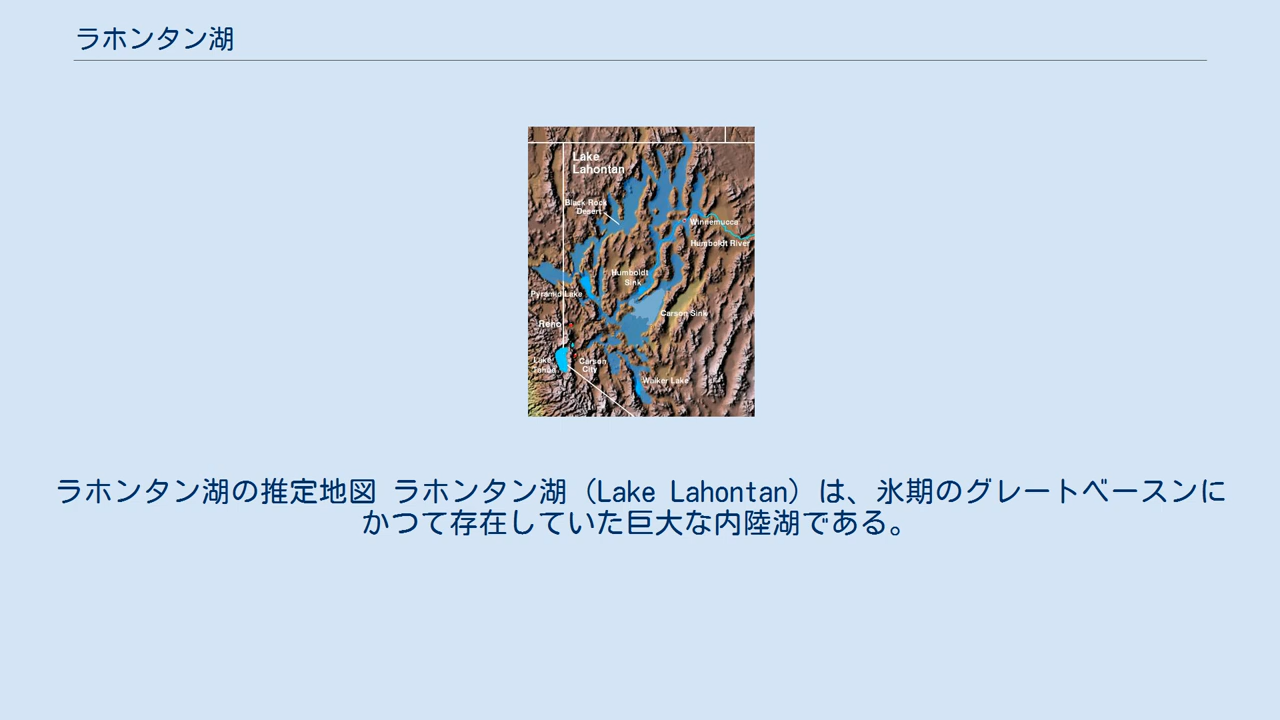 ラホンタン湖
Lake
Lahontan
Black Rock
Desert
Winnemucca
Humboldt River
Humboldt
Sink
Pyramid Lake
Carson Sink
Reno
Lake
Tahoe
Carson
City
Walker Lake
ラホンタン湖の推定地図 ラホンタン湖（Lake Lahontan）は、氷期のグレートベースンに
かつて存在していた巨大な内陸湖である。